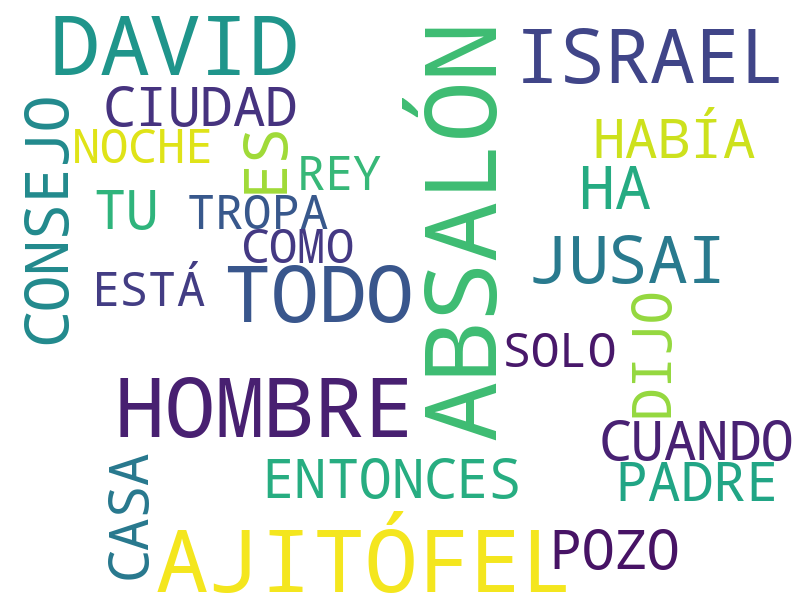 DAVID
ISRAEL
CIUDAD
NOCHE
ES
REY
ABSALÓN
HABÍA
HA
CONSEJO
TU
TROPA
COMO
JUSAI
ESTÁ
TODO
SOLO
DIJO
HOMBRE
CUANDO
CASA
ENTONCES
PADRE
AJITÓFEL
POZO